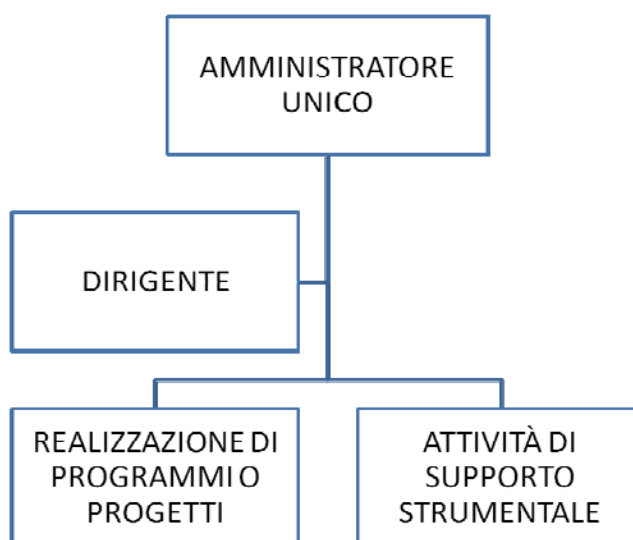 AMMINISTRATORE
UNICO
DIRIGENTE
REALIZZAZIONE DI
PROGRAMMI O
PROGETTI
ATTIVITÀ DI
SUPPORTO
STRUMENTALE